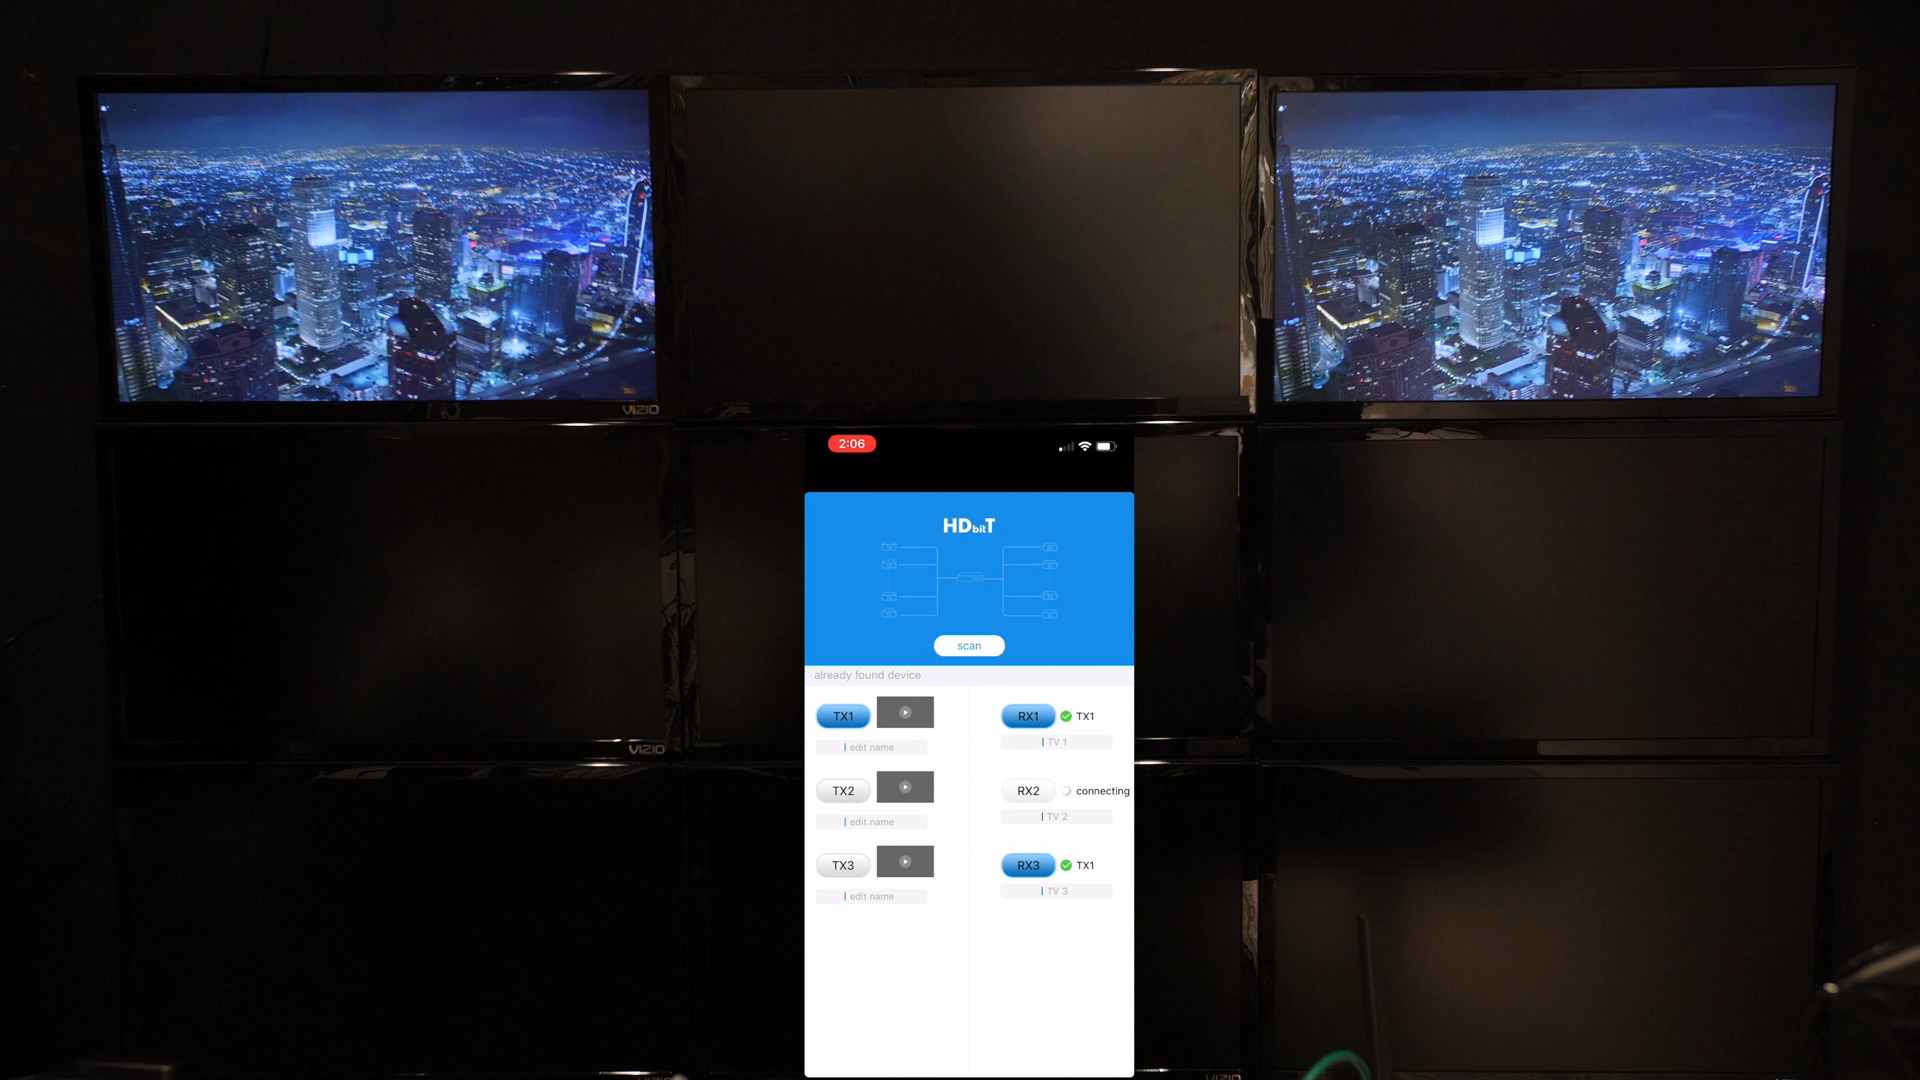 VIZIO
2:06
HDbitT
scan
already found device
TX1
RX1 TX1
edit name
TV 1
VIZIO
TX2
RX2 connecting
edit name
TV 2
TX3
RX3 TX1
edit name
TV 3
VIZIO